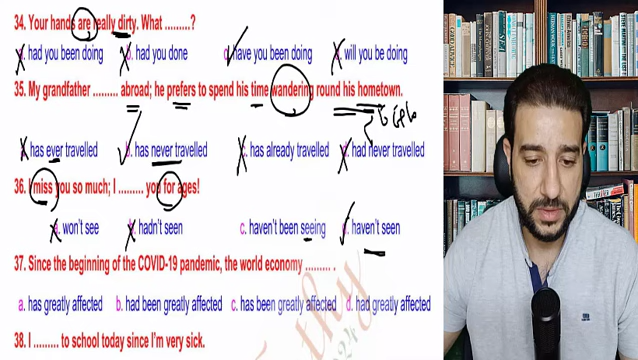 34. Your hands are really dirty. What ......... ?
a. had you been doing b. had you done c. have you been doing d. will you be doing
35. My grandfather ......... abroad; he prefers to spend his time wandering round his hometown.
a. has ever travelled b. has never travelled c. has already travelled d. had never travelled
36. I miss you so much; I ......... you for ages!
a. won't see b. hadn't seen c. haven't been seeing d. haven't seen
37. Since the beginning of the COVID-19 pandemic, the world economy ......... .
a. has greatly affected b. had been greatly affected c. has been greatly affected d. had greatly affected
38. I ......... to school today since I'm very sick.